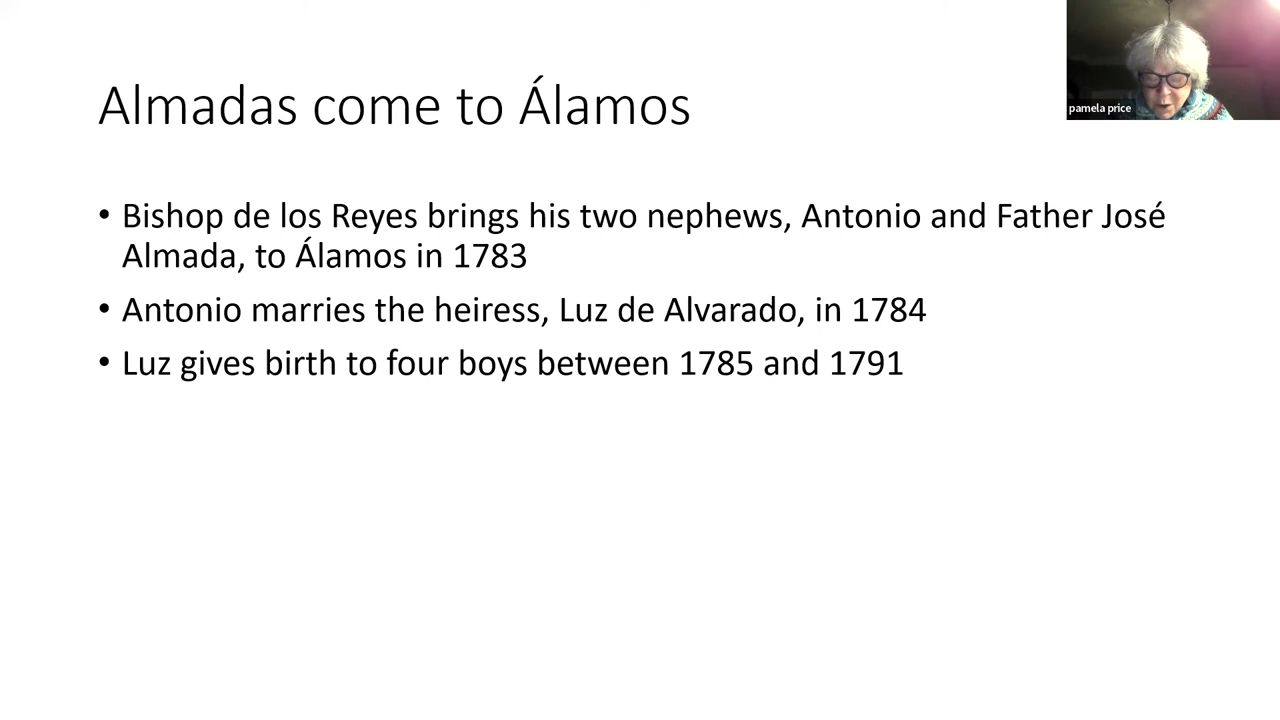 Almadas come to Álamos
pamela price
• Bishop de los Reyes brings his two nephews, Antonio and Father José
Almada, to Álamos in 1783
• Antonio marries the heiress, Luz de Alvarado, in 1784
• Luz gives birth to four boys between 1785 and 1791